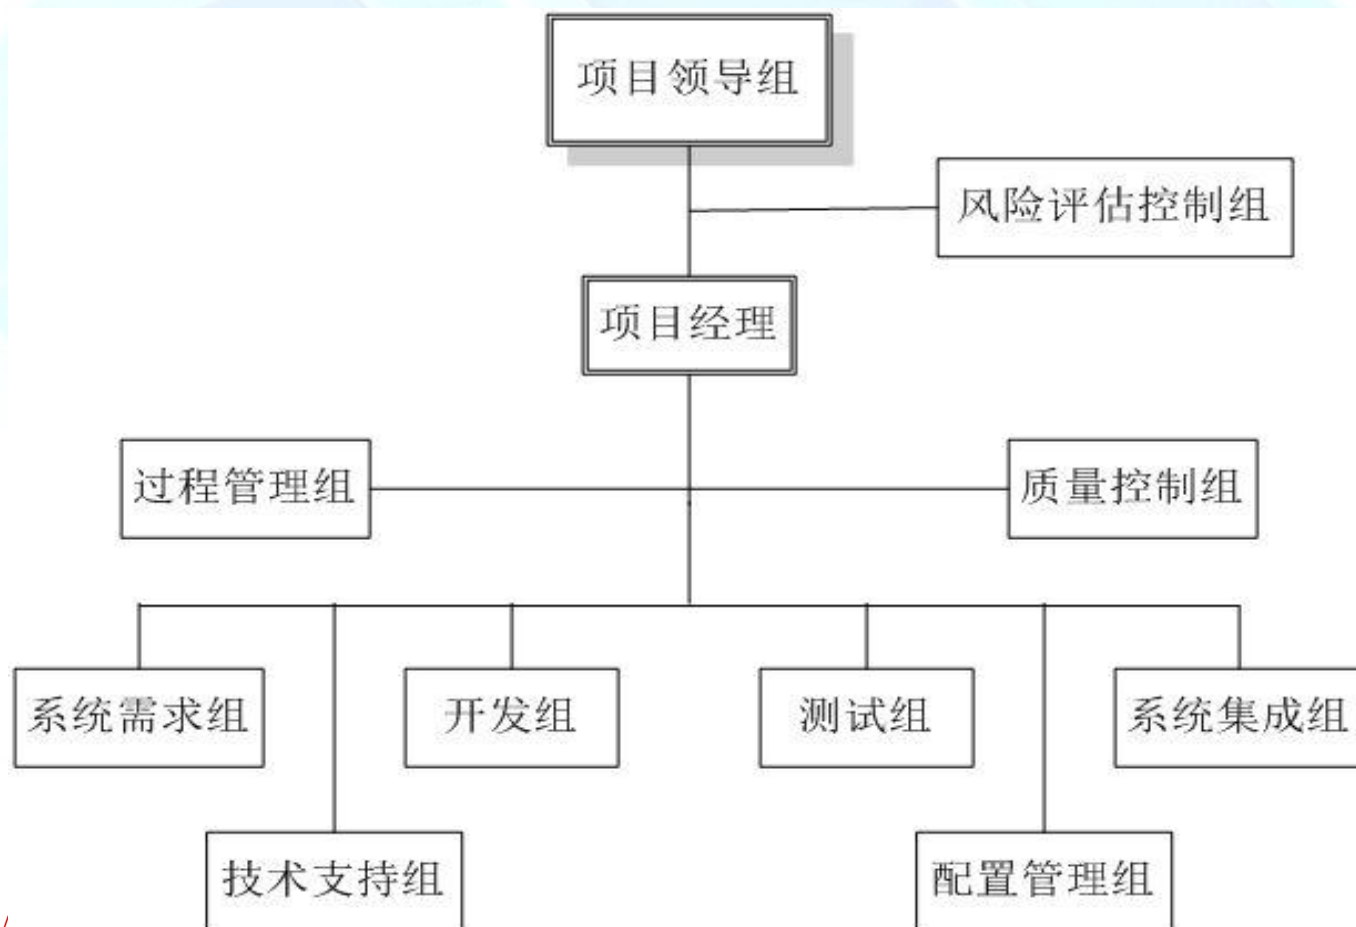 项目领导组
风险评估控制组
项目经理
过程管理组
质量控制组
系统需求组
开发组
测试组
系统集成组
技术支持组
配置管理组